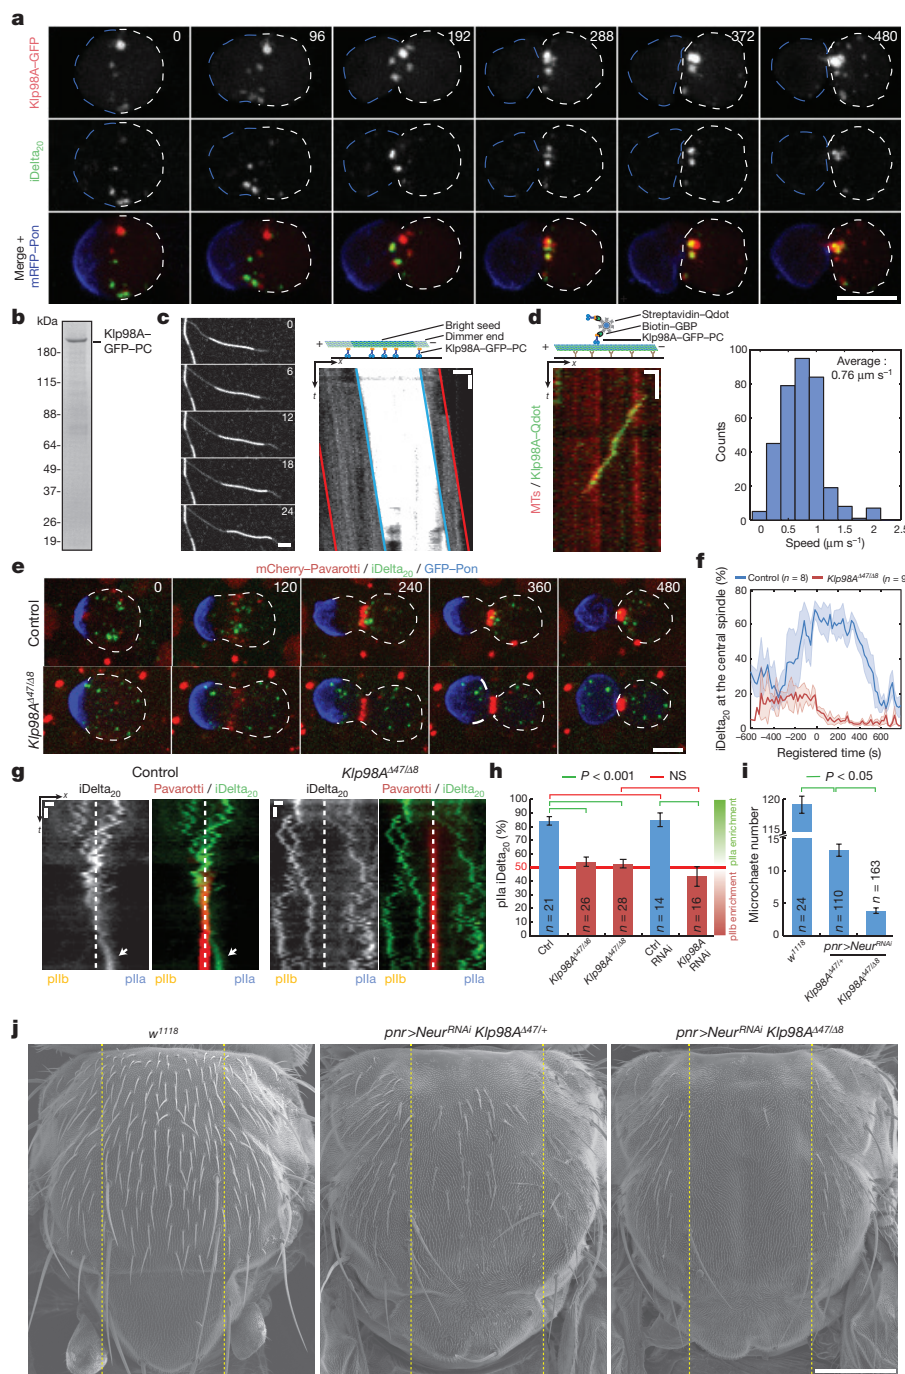 a
Klp98A–GFP
0
96
192
288
372
480
iDelta20
Merge +
mRFP–Pon
b
kDa
180-
115-
88-
64-
49-
37-
26-
19-
Klp98A–
GFP–PC
c
0
6
12
18
24
Bright seed
Dimmer end
Klp98A–GFP–PC
+
–
x
t
d
Streptavidin–Qdot
Biotin–GBP
Klp98A–GFP–PC
+
–
x
t
MTs / Klp98A–Qdot
Average :
0.76 μm s–1
Counts
100
80
60
40
20
0
0
0.5
1
1.5
2
2.5
Speed (μm s–1)
e
mCherry–Pavarotti / iDelta20 / GFP–Pon
Control
0
120
240
360
480
Klp98AΔ47/Δ8
f
Control (n = 8)
Klp98AΔ47/Δ8 (n = 9
iDelta20 at the central spindle (%)
80
60
40
20
0
–600
–400
–200
0
200
400
600
800
Registered time (s)
g
Control
Klp98AΔ47/Δ8
x
t
iDelta20
Pavarotti / iDelta20
iDelta20
Pavarotti / iDelta20
pIIb
pIIa
pIIb
pIIa
pIIb
pIIa
pIIb
pIIa
h
P < 0.001
NS
pIIa iDelta20 (%)
100
90
80
70
60
50
40
30
20
10
0
n = 21
n = 26
n = 28
n = 14
n = 16
Ctrl
Klp98AΔ47/Δ8
Klp98AΔ47/Δ8
Ctrl
RNAi
Klp98A
RNAi
pIIa enrichment
pIIb enrichment
i
P < 0.05
Microchaete number
120
115
15
10
5
0
n = 24
n = 110
n = 163
w1118
pnr>NeurRNAi
Klp98AΔ47/+
Klp98AΔ47/Δ8
j
w1118
pnr>NeurRNAi Klp98AΔ47/+
pnr>NeurRNAi Klp98AΔ47/Δ8